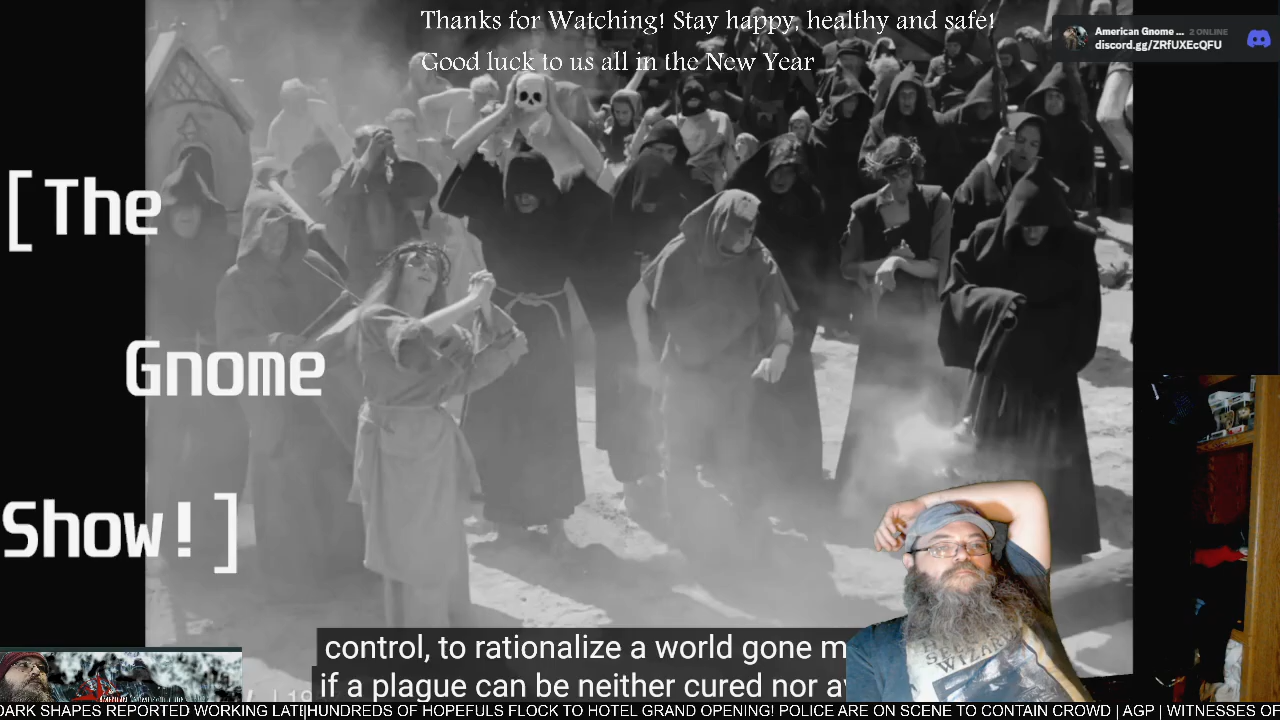 Thanks for Watching! Stay happy, healthy and safe!
Good luck to us all in the New Year
American Gnome ... 2 ONLINE
discord.gg/ZRfUXEcQFU
[The
Gnome
Show!]
control, to rationalize a world gone m
if a plague can be neither cured nor av
DARK SHAPES REPORTED WORKING LATE|HUNDREDS OF HOPEFULS FLOCK TO HOTEL GRAND OPENING! POLICE ARE ON SCENE TO CONTAIN CROWD | AGP | WITNESSES OF